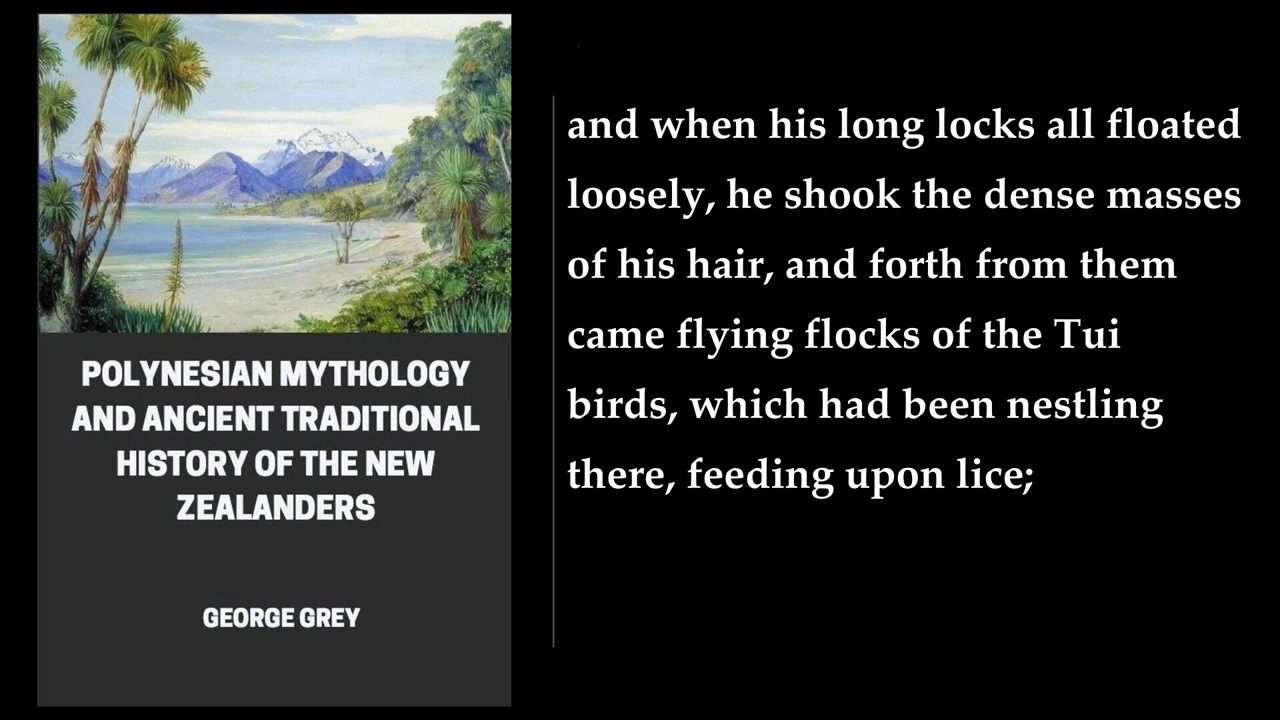 POLYNESIAN MYTHOLOGY
AND ANCIENT TRADITIONAL
HISTORY OF THE NEW
ZEALANDERS
GEORGE GREY
and when his long locks all floated
loosely, he shook the dense masses
of his hair, and forth from them
came flying flocks of the Tui
birds, which had been nestling
there, feeding upon lice;